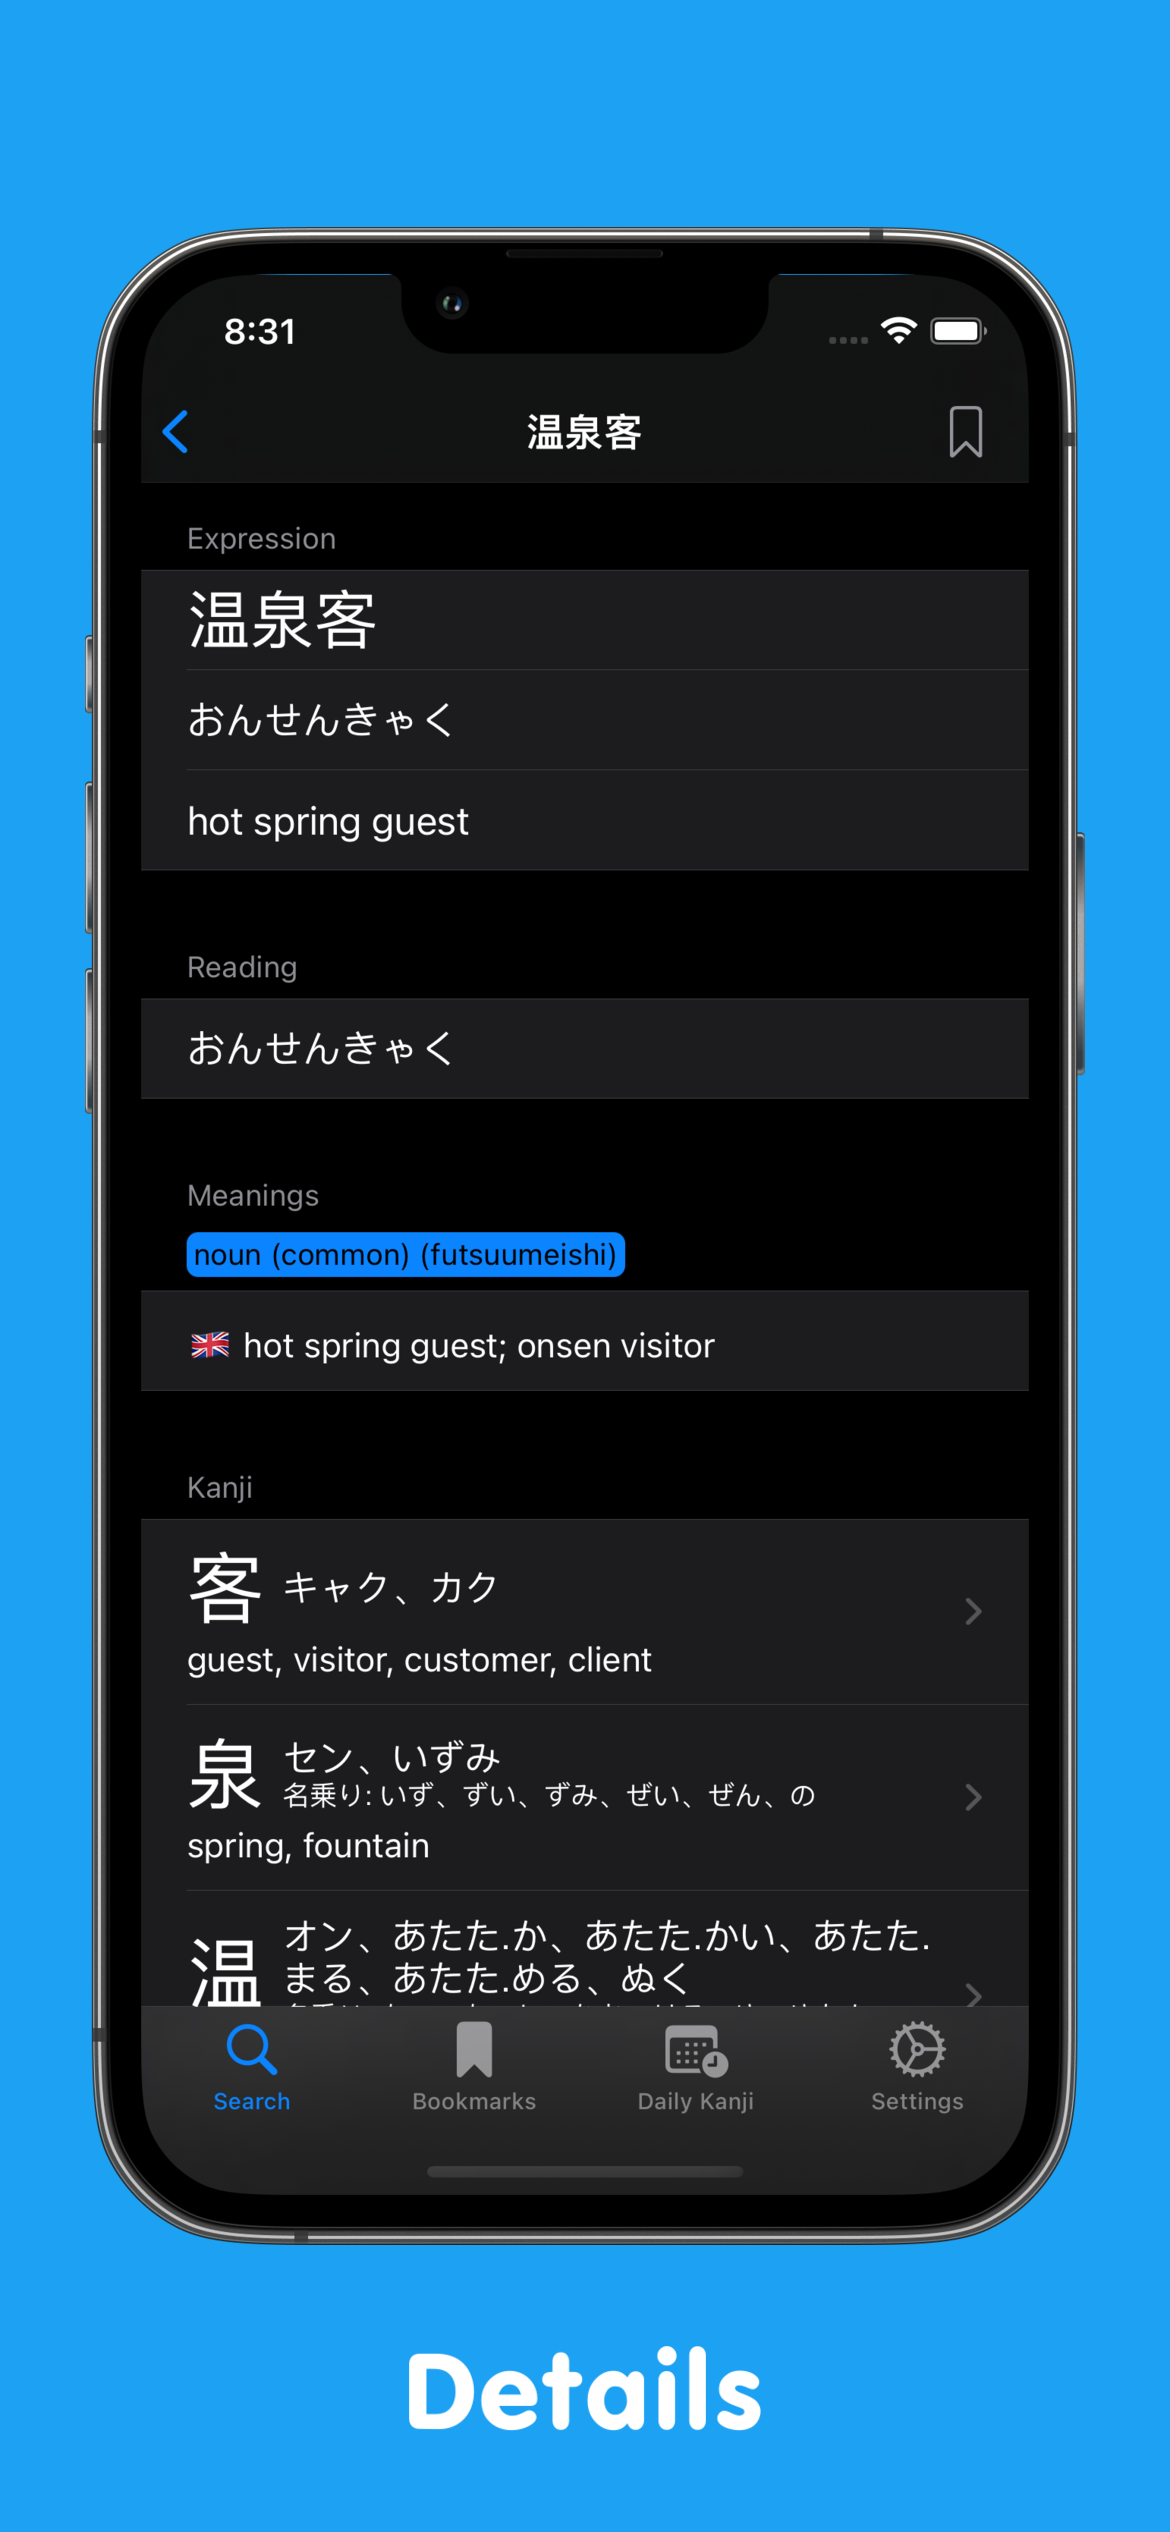 8:31
温泉客
Expression
温泉客
おんせんきゃく
hot spring guest
Reading
おんせんきゃく
Meanings
noun (common) (futsuumeishi)
hot spring guest; onsen visitor
Kanji
客 キャク、カク
guest, visitor, customer, client
泉 セン、いずみ
名乗り: いず、ずい、ずみ、ぜい、ぜん、の
spring, fountain
温 オン、あたた.か、あたた.かい、あたた.
まる、あたた.める、ぬく
Search
Bookmarks
Daily Kanji
Settings
Details